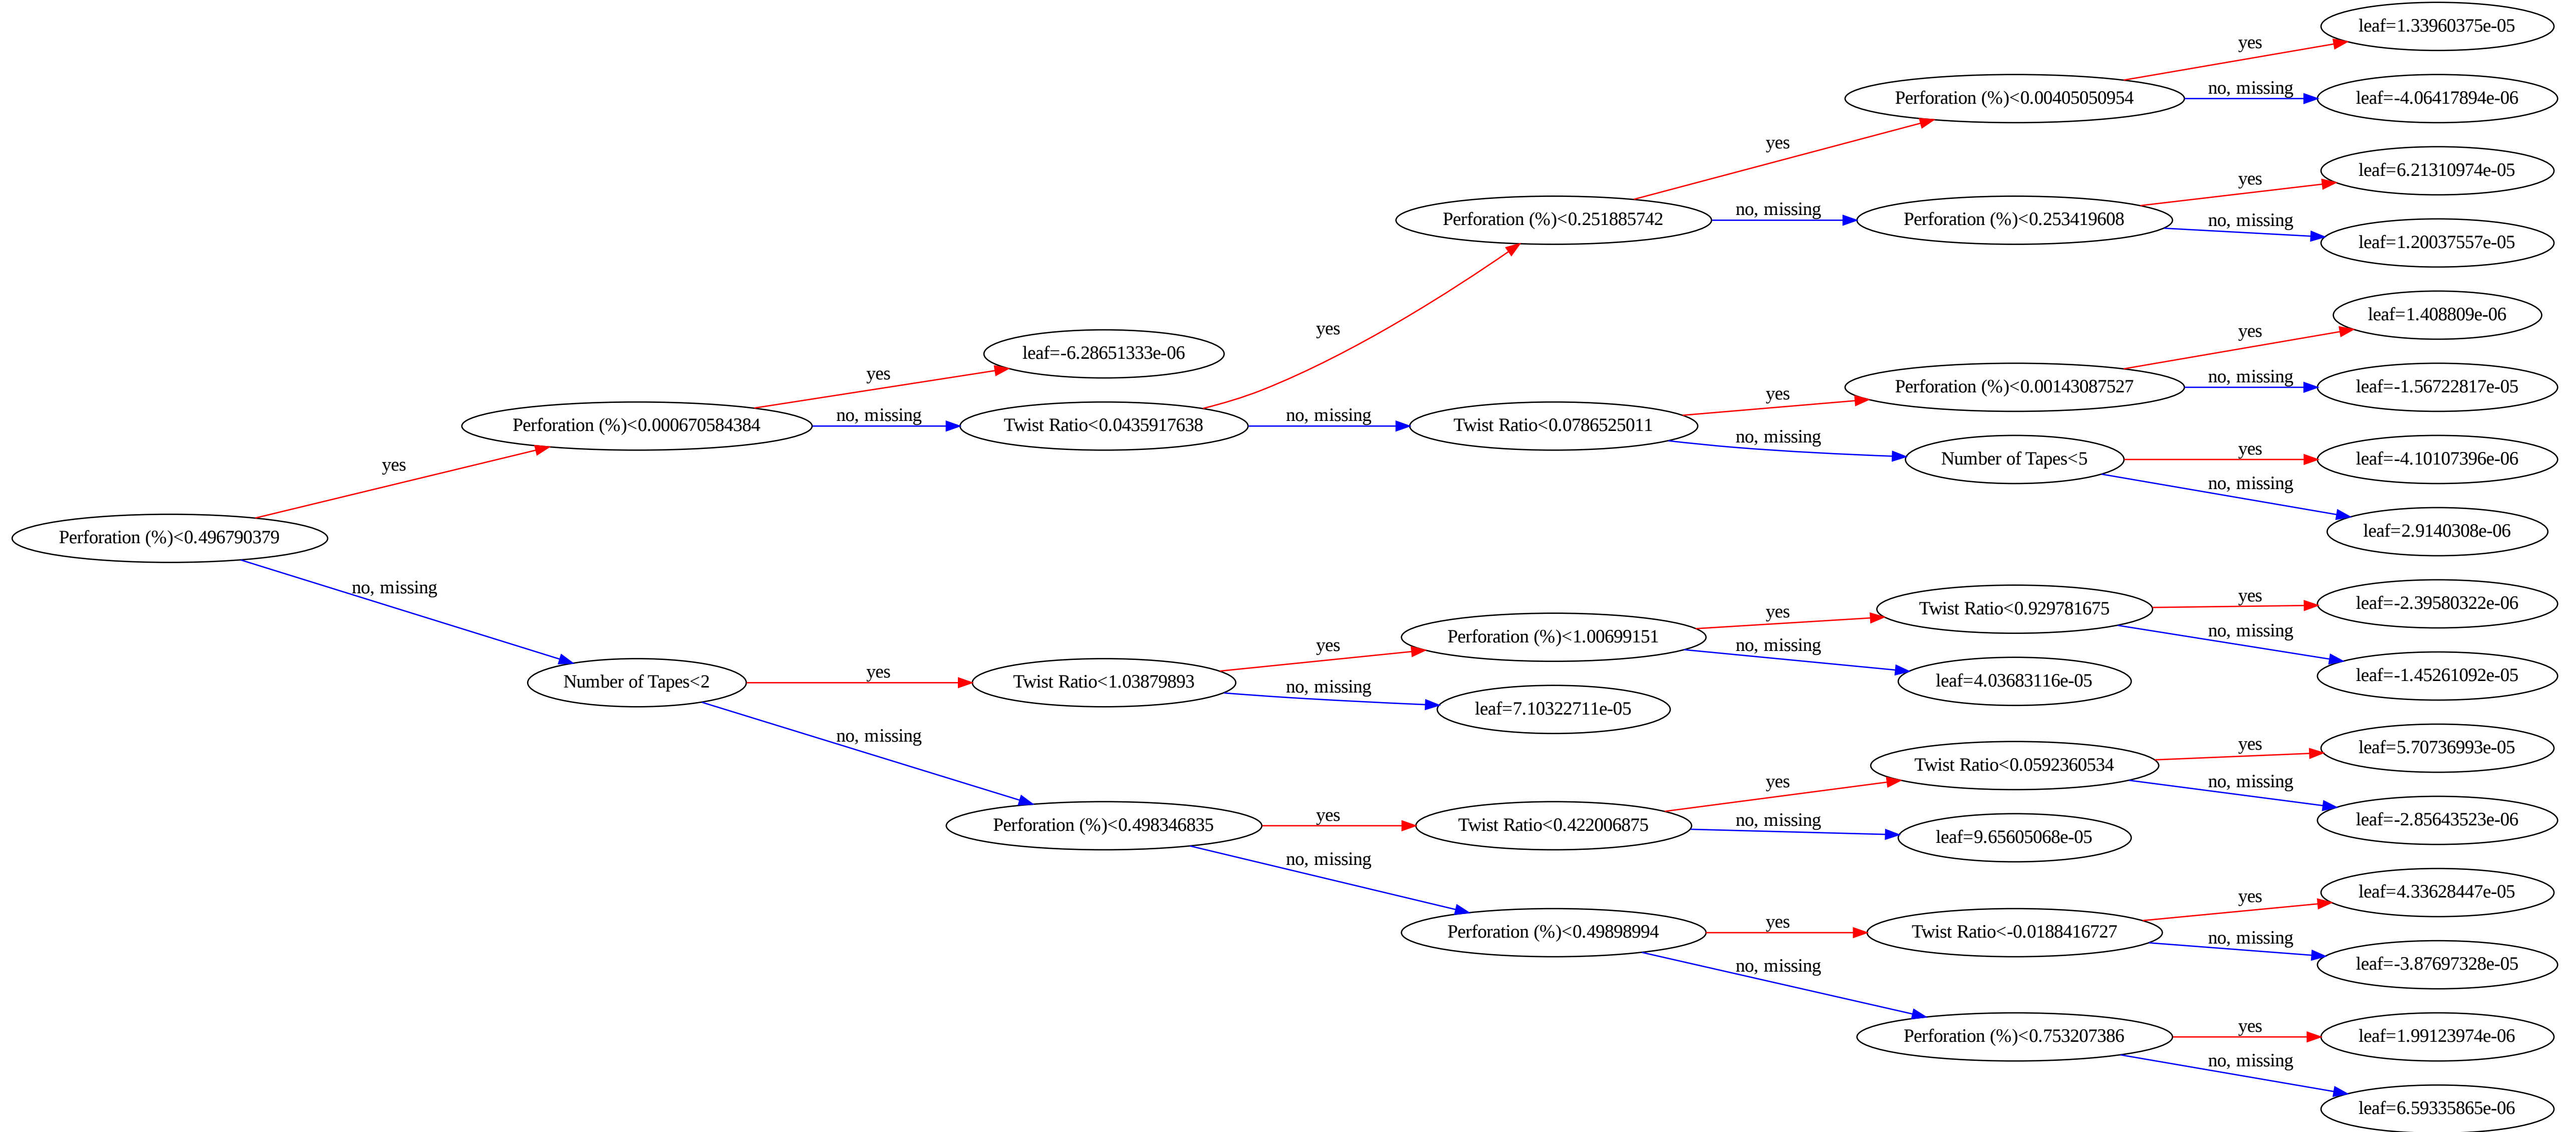 leaf=1.33960375e-05
yes
Perforation (%)<0.00405050954
no, missing
leaf=-4.06417894e-06
yes
leaf=6.21310974e-05
yes
Perforation (%)<0.251885742
no, missing
Perforation (%)<0.253419608
no, missing
leaf=1.20037557e-05
leaf=1.408809e-06
yes
yes
leaf=-6.28651333e-06
yes
Perforation (%)<0.00143087527
no, missing
leaf=-1.56722817e-05
yes
Perforation (%)<0.000670584384
no, missing
Twist Ratio<0.0435917638
no, missing
Twist Ratio<0.0786525011
yes
no, missing
Number of Tapes<5
yes
leaf=-4.10107396e-06
no, missing
leaf=2.9140308e-06
yes
Perforation (%)<0.496790379
no, missing
yes
Twist Ratio<0.929781675
yes
leaf=-2.39580322e-06
yes
Perforation (%)<1.00699151
no, missing
leaf=4.03683116e-05
no, missing
leaf=-1.45261092e-05
Number of Tapes<2
yes
Twist Ratio<1.03879893
no, missing
leaf=7.10322711e-05
no, missing
yes
Twist Ratio<0.0592360534
yes
leaf=5.70736993e-05
no, missing
leaf=-2.85643523e-06
Perforation (%)<0.498346835
yes
Twist Ratio<0.422006875
no, missing
leaf=9.65605068e-05
no, missing
yes
leaf=4.33628447e-05
Perforation (%)<0.49898994
yes
Twist Ratio<-0.0188416727
no, missing
leaf=-3.87697328e-05
no, missing
Perforation (%)<0.753207386
yes
leaf=1.99123974e-06
no, missing
leaf=6.59335865e-06